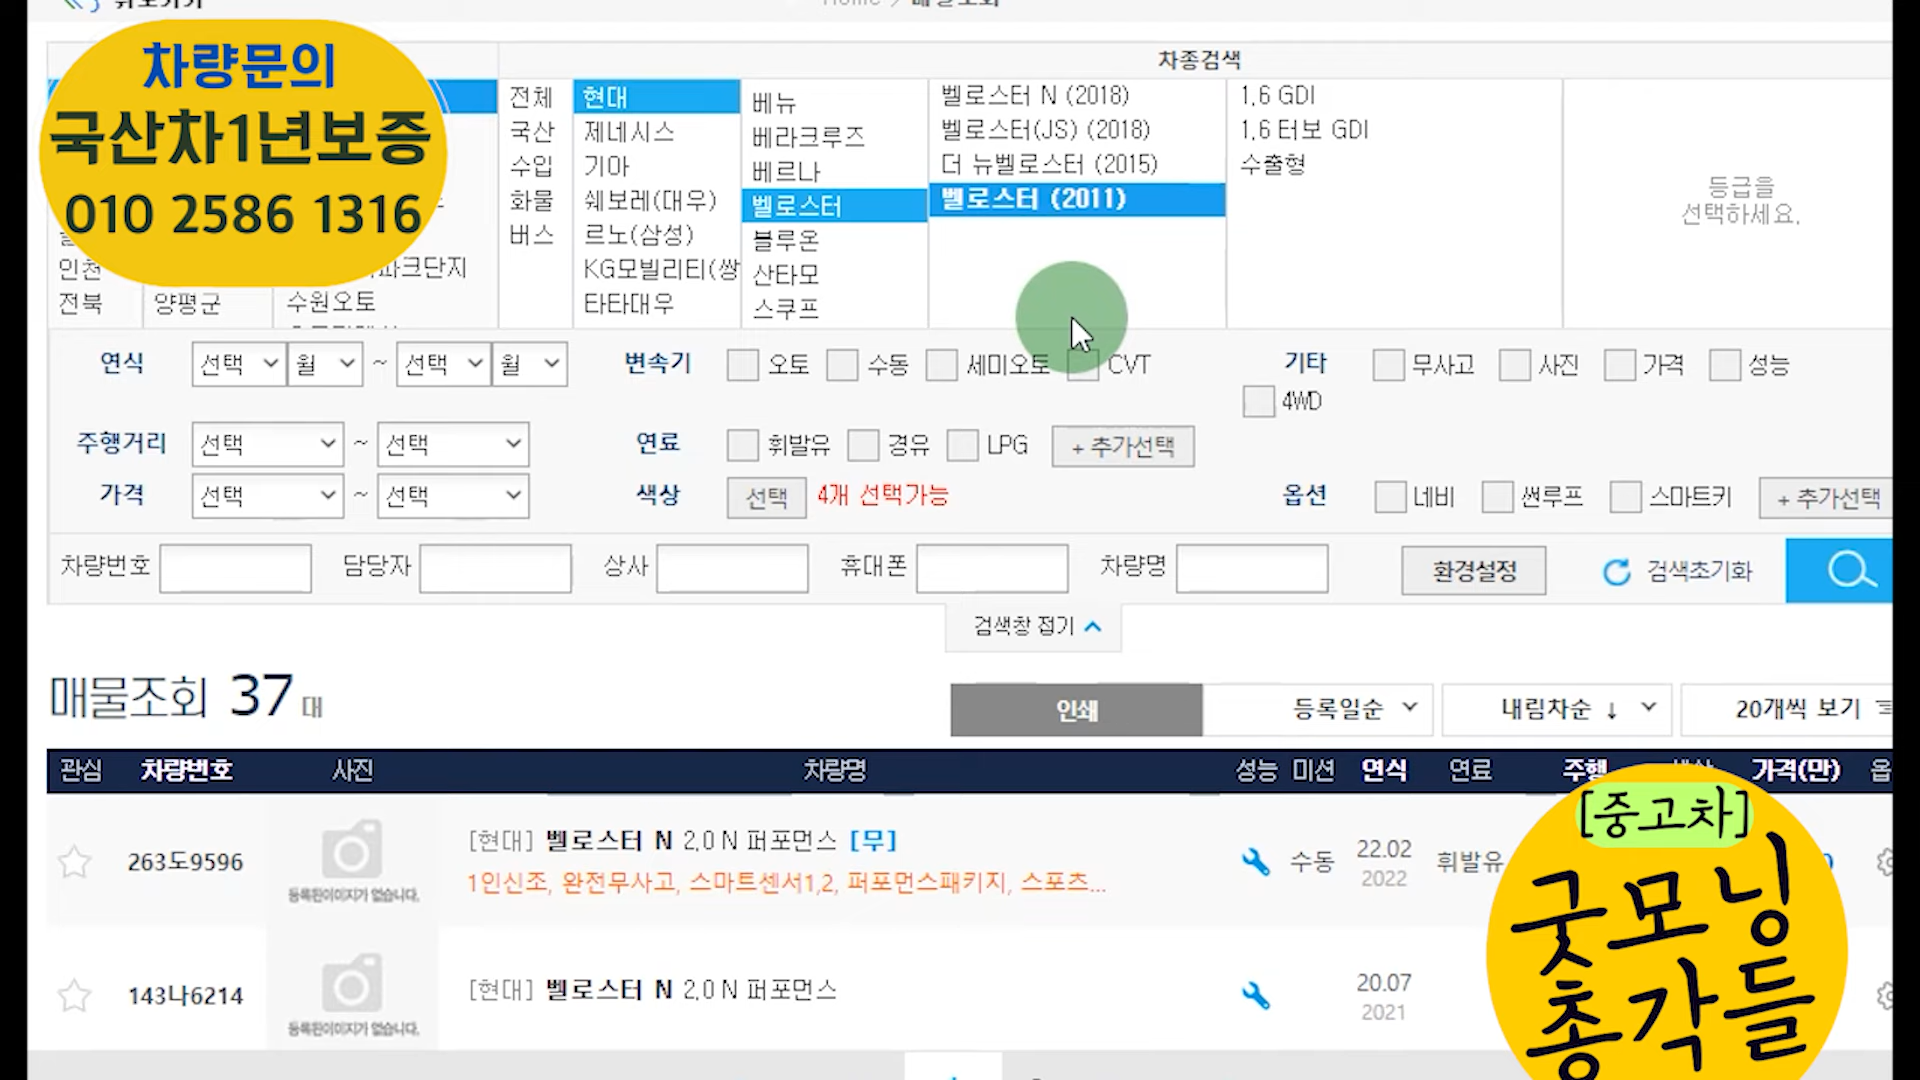 뒤로가기
Home > 매물조회
차량문의
국산차1년보증
010 2586 1316
차종검색
전체
국산
수입
화물
버스
현대
제네시스
기아
쉐보레(대우)
르노(삼성)
KG모빌리티(쌍
타타대우
베뉴
베라크루즈
베르나
벨로스터
블루온
산타모
스쿠프
벨로스터 N (2018)
벨로스터(JS) (2018)
더 뉴벨로스터 (2015)
벨로스터 (2011)
1.6 GDI
1.6 터보 GDI
수출형
등급을
선택하세요.
인천
전북
양평군
파크단지
수원오토
연식 선택 월 ~ 선택 월
변속기 오토 수동 세미오토 CVT
기타 무사고 사진 가격 성능
4WD
주행거리 선택 ~ 선택
연료 휘발유 경유 LPG + 추가선택
가격 선택 ~ 선택
색상 선택 4개 선택가능
옵션 네비 썬루프 스마트키 + 추가선택
차량번호 담당자 상사 휴대폰 차량명 환경설정 검색초기화
검색창 접기
매물조회 37 대
인쇄 등록일순 내림차순 ↓ 20개씩 보기
관심 차량번호 사진 차량명 성능 미션 연식 연료 주행 가격(만)
263도9596
등록된이미지가 없습니다.
[현대] 벨로스터 N 2.0 N 퍼포먼스 [무]
1인신조, 완전무사고, 스마트센서1,2, 퍼포먼스패키지, 스포츠...
수동
22.02
2022
휘발유
143나6214
등록된이미지가 없습니다.
[현대] 벨로스터 N 2.0 N 퍼포먼스
20.07
2021
[중고차]
굿모닝
총각들